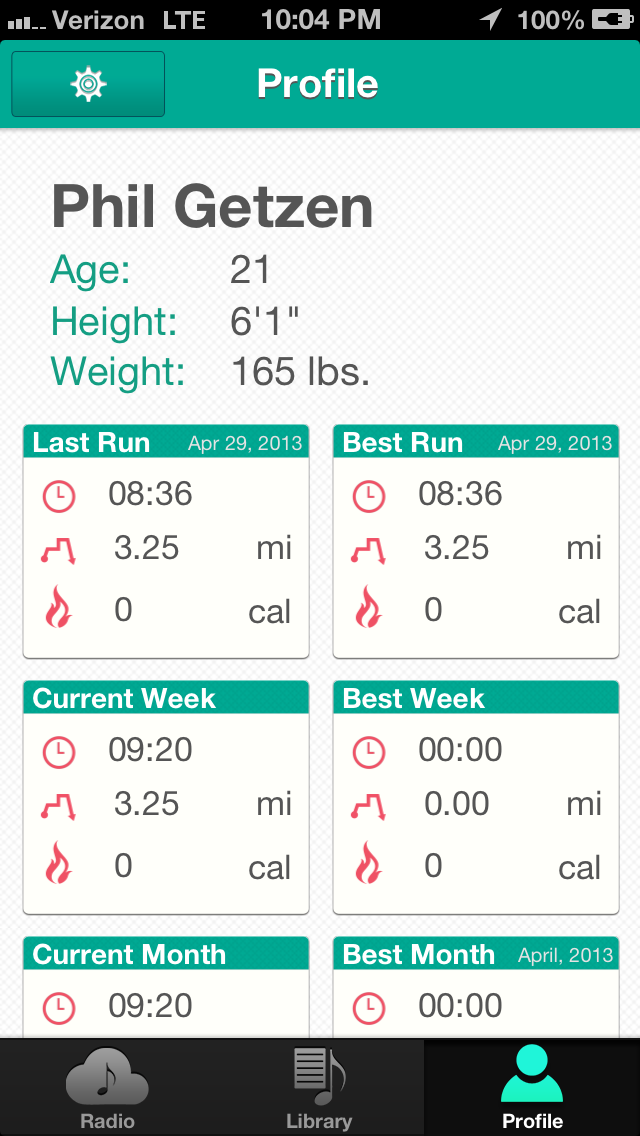 Verizon LTE 10:04 PM 100%
Profile
Phil Getzen
Age: 21
Height: 6'1"
Weight: 165 lbs.
Last Run Apr 29, 2013
08:36
3.25 mi
0 cal
Best Run Apr 29, 2013
08:36
3.25 mi
0 cal
Current Week
09:20
3.25 mi
0 cal
Best Week
00:00
0.00 mi
0 cal
Current Month
09:20
Best Month April, 2013
00:00
Radio Library Profile